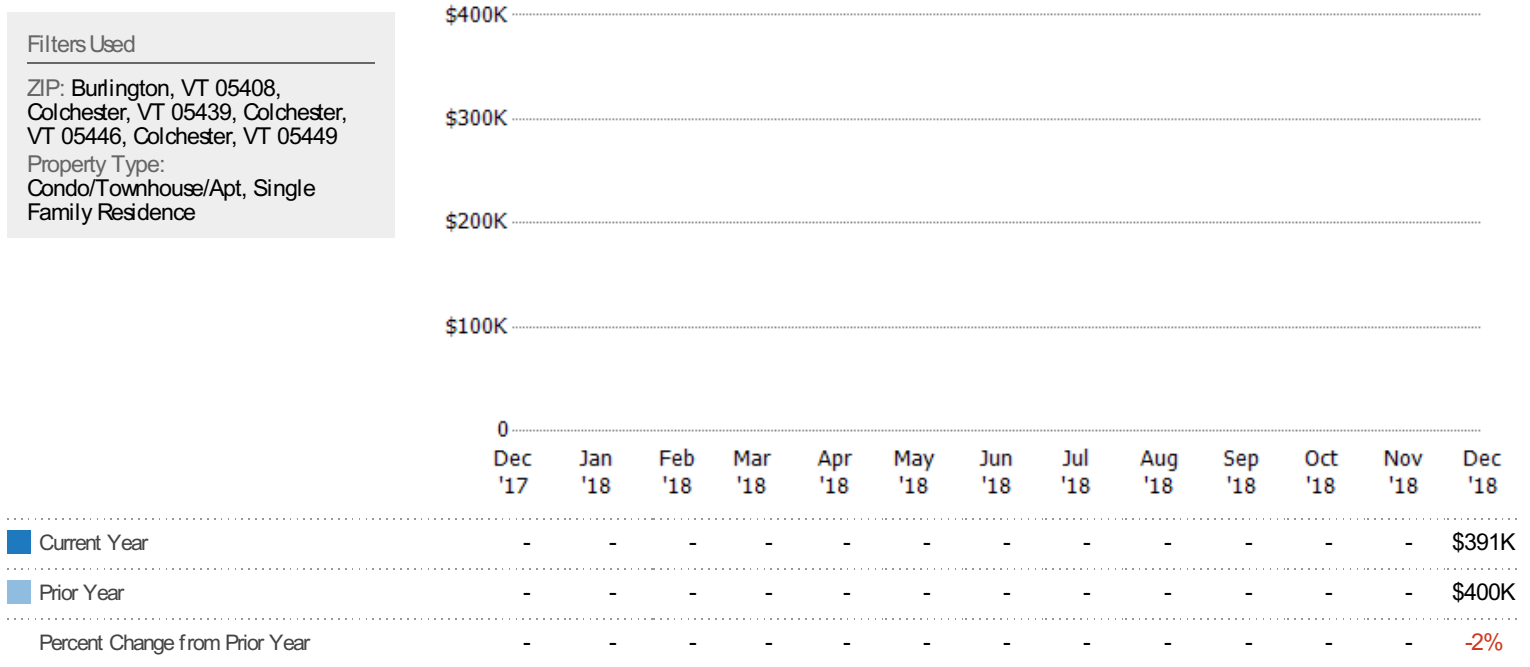 Filters Used
ZIP: Burlington, VT 05408,
Colchester, VT 05439, Colchester,
VT 05446, Colchester, VT 05449
Property Type:
Condo/Townhouse/Apt, Single
Family Residence
$400K
$300K
$200K
$100K
0
Dec Jan Feb Mar Apr May Jun Jul Aug Sep Oct Nov Dec
'17 '18 '18 '18 '18 '18 '18 '18 '18 '18 '18 '18 '18
Current Year - - - - - - - - - - - - $391K
Prior Year - - - - - - - - - - - - $400K
Percent Change from Prior Year - - - - - - - - - - - - -2%